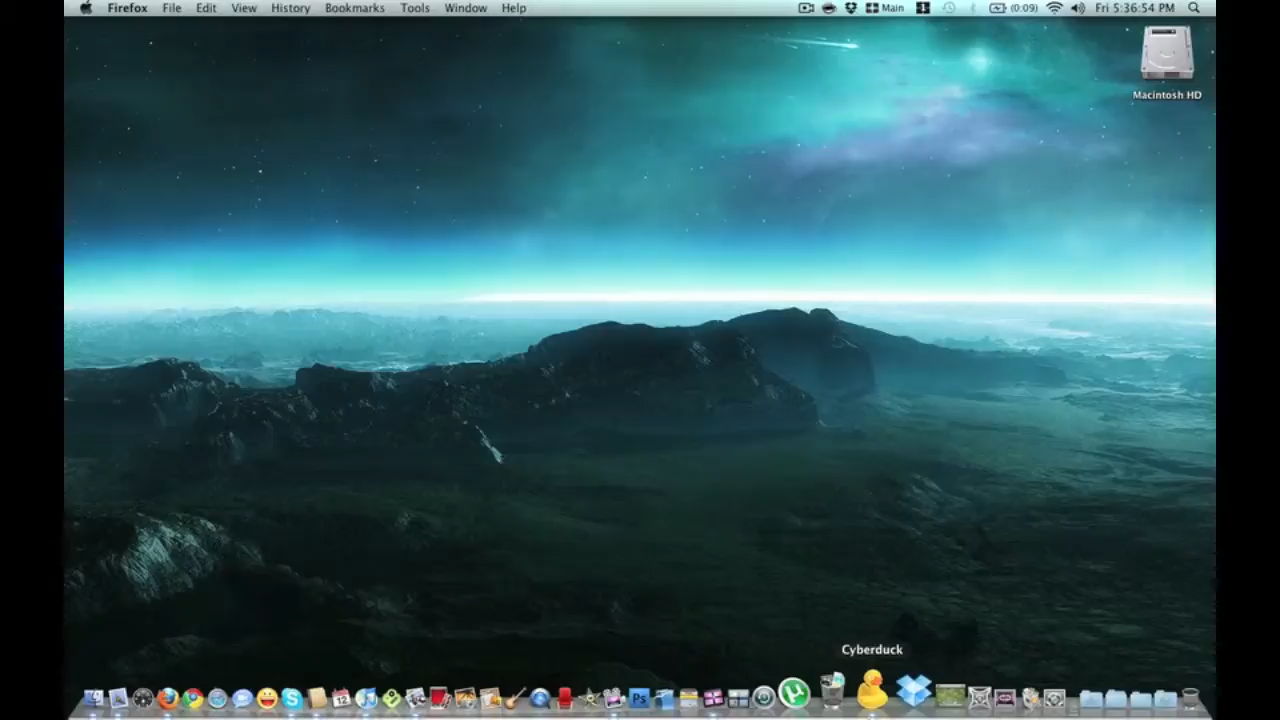 Firefox File Edit View History Bookmarks Tools Window Help Main (0:09) Fri 5:36:54 PM
Macintosh HD
Cyberduck
Ps